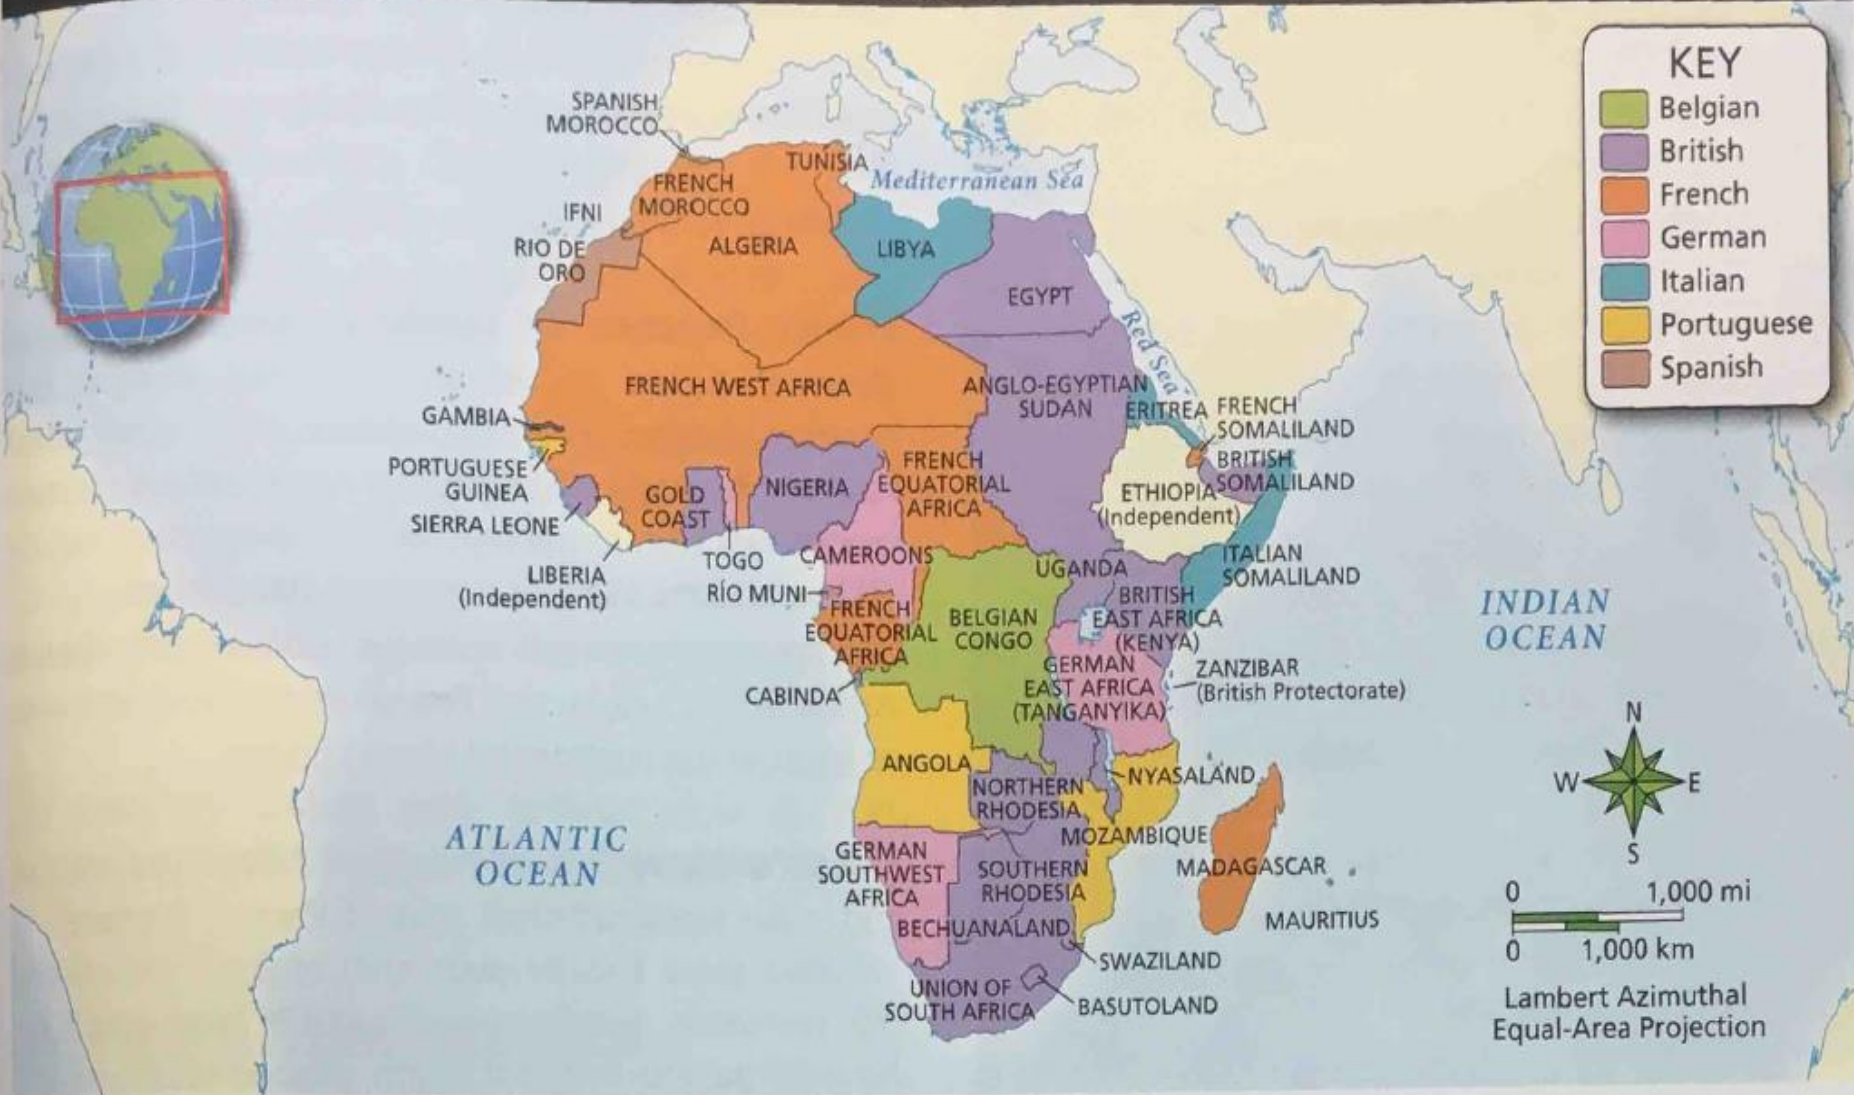 KEY
Belgian
British
French
German
Italian
Portuguese
Spanish
SPANISH
MOROCCO
TUNISIA
Mediterranean Sea
FRENCH
MOROCCO
IFNI
ALGERIA
LIBYA
RIO DE
ORO
EGYPT
Red Sea
FRENCH WEST AFRICA
ANGLO-EGYPTIAN
SUDAN
ERITREA
FRENCH
SOMALILAND
GAMBIA
BRITISH
SOMALILAND
PORTUGUESE
GUINEA
GOLD
COAST
NIGERIA
FRENCH
EQUATORIAL
AFRICA
ETHIOPIA
(Independent)
SIERRA LEONE
TOGO
CAMEROONS
UGANDA
ITALIAN
SOMALILAND
LIBERIA
(Independent)
RÍO MUNI
FRENCH
EQUATORIAL
AFRICA
BELGIAN
CONGO
BRITISH
EAST AFRICA
(KENYA)
INDIAN
OCEAN
GERMAN
EAST AFRICA
(TANGANYIKA)
ZANZIBAR
(British Protectorate)
CABINDA
ANGOLA
NORTHERN
RHODESIA
NYASALAND
MOZAMBIQUE
ATLANTIC
OCEAN
GERMAN
SOUTHWEST
AFRICA
SOUTHERN
RHODESIA
MADAGASCAR
BECHUANALAND
MAURITIUS
SWAZILAND
UNION OF
SOUTH AFRICA
BASUTOLAND
N
W E
S
0 1,000 mi
0 1,000 km
Lambert Azimuthal
Equal-Area Projection